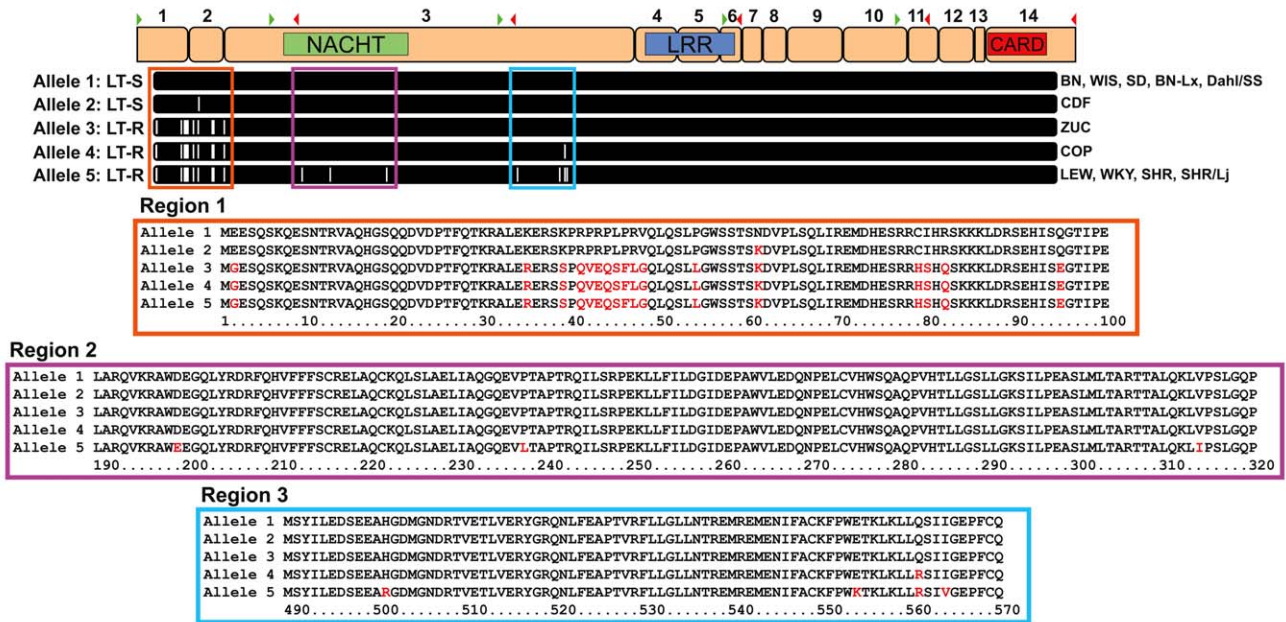 1 2 3 4 5 6 7 8 9 10 11 12 13 14
NACHT LRR CARD
Allele 1: LT-S BN, WIS, SD, BN-Lx, Dahl/SS
Allele 2: LT-S CDF
Allele 3: LT-R ZUC
Allele 4: LT-R COP
Allele 5: LT-R LEW, WKY, SHR, SHR/Lj
Region 1
Allele 1 MEESQSKQESNTRVAQHGSQQDVDPTFQTKRALEKERSKPRPRPLPRVQLQSLPGWSSTSNDVPLSQLIREMDHESRRCIHRSKKKLDRSEHISQGTIPE
Allele 2 MEESQSKQESNTRVAQHGSQQDVDPTFQTKRALEKERSKPRPRPLPRVQLQSLPGWSSTSKDVPLSQLIREMDHESRRCIHRSKKKLDRSEHISQGTIPE
Allele 3 MGESQSKQESNTRVAQHGSQQDVDPTFQTKRALERERSSPQVEQSFLGQLQSLLGWSSTSKDVPLSQLIREMDHESRRHSHQSKKKLDRSEHISEGTIPE
Allele 4 MGESQSKQESNTRVAQHGSQQDVDPTFQTKRALERERSSPQVEQSFLGQLQSLLGWSSTSKDVPLSQLIREMDHESRRHSHQSKKKLDRSEHISEGTIPE
Allele 5 MGESQSKQESNTRVAQHGSQQDVDPTFQTKRALERERSSPQVEQSFLGQLQSLLGWSSTSKDVPLSQLIREMDHESRRHSHQSKKKLDRSEHISEGTIPE
1........10........20........30........40........50........60........70........80........90.......100
Region 2
Allele 1 LARQVKRAWDEGQLYRDRFQHVFFFSCRELAQCKQLSLAELIAQGQEVPTAPTRQILSRPEKLLFILDGIDEPAWVLEDQNPELCVHWSQAQPVHTLLGSLLGKSILPEASLMLTARTTALQKLVPSLGQP
Allele 2 LARQVKRAWDEGQLYRDRFQHVFFFSCRELAQCKQLSLAELIAQGQEVPTAPTRQILSRPEKLLFILDGIDEPAWVLEDQNPELCVHWSQAQPVHTLLGSLLGKSILPEASLMLTARTTALQKLVPSLGQP
Allele 3 LARQVKRAWDEGQLYRDRFQHVFFFSCRELAQCKQLSLAELIAQGQEVPTAPTRQILSRPEKLLFILDGIDEPAWVLEDQNPELCVHWSQAQPVHTLLGSLLGKSILPEASLMLTARTTALQKLVPSLGQP
Allele 4 LARQVKRAWDEGQLYRDRFQHVFFFSCRELAQCKQLSLAELIAQGQEVPTAPTRQILSRPEKLLFILDGIDEPAWVLEDQNPELCVHWSQAQPVHTLLGSLLGKSILPEASLMLTARTTALQKLVPSLGQP
Allele 5 LARQVKRAWEEGQLYRDRFQHVFFFSCRELAQCKQLSLAELIAQGQEVLTAPTRQILSRPEKLLFILDGIDEPAWVLEDQNPELCVHWSQAQPVHTLLGSLLGKSILPEASLMLTARTTALQKLIPSLGQP
190.......200.......210.......220.......230.......240.......250.......260.......270.......280.......290.......300.......310.......320
Region 3
Allele 1 MSYILEDSEEAHGDMGNDRTVETLVERYGRQNLFEAPTVRFLLGLLNTREMREMENIFACKFPWETKLKLLQSIIGEPFCQ
Allele 2 MSYILEDSEEAHGDMGNDRTVETLVERYGRQNLFEAPTVRFLLGLLNTREMREMENIFACKFPWETKLKLLQSIIGEPFCQ
Allele 3 MSYILEDSEEAHGDMGNDRTVETLVERYGRQNLFEAPTVRFLLGLLNTREMREMENIFACKFPWETKLKLLQSIIGEPFCQ
Allele 4 MSYILEDSEEAHGDMGNDRTVETLVERYGRQNLFEAPTVRFLLGLLNTREMREMENIFACKFPWETKLKLLRSIIGEPFCQ
Allele 5 MSYILEDSEEARGDMGNDRTVETLVERYGRQNLFEAPTVRFLLGLLNTREMREMENIFACKFPWKTKLKLLRSIVGEPFCQ
490.......500.......510.......520.......530.......540.......550.......560.......570